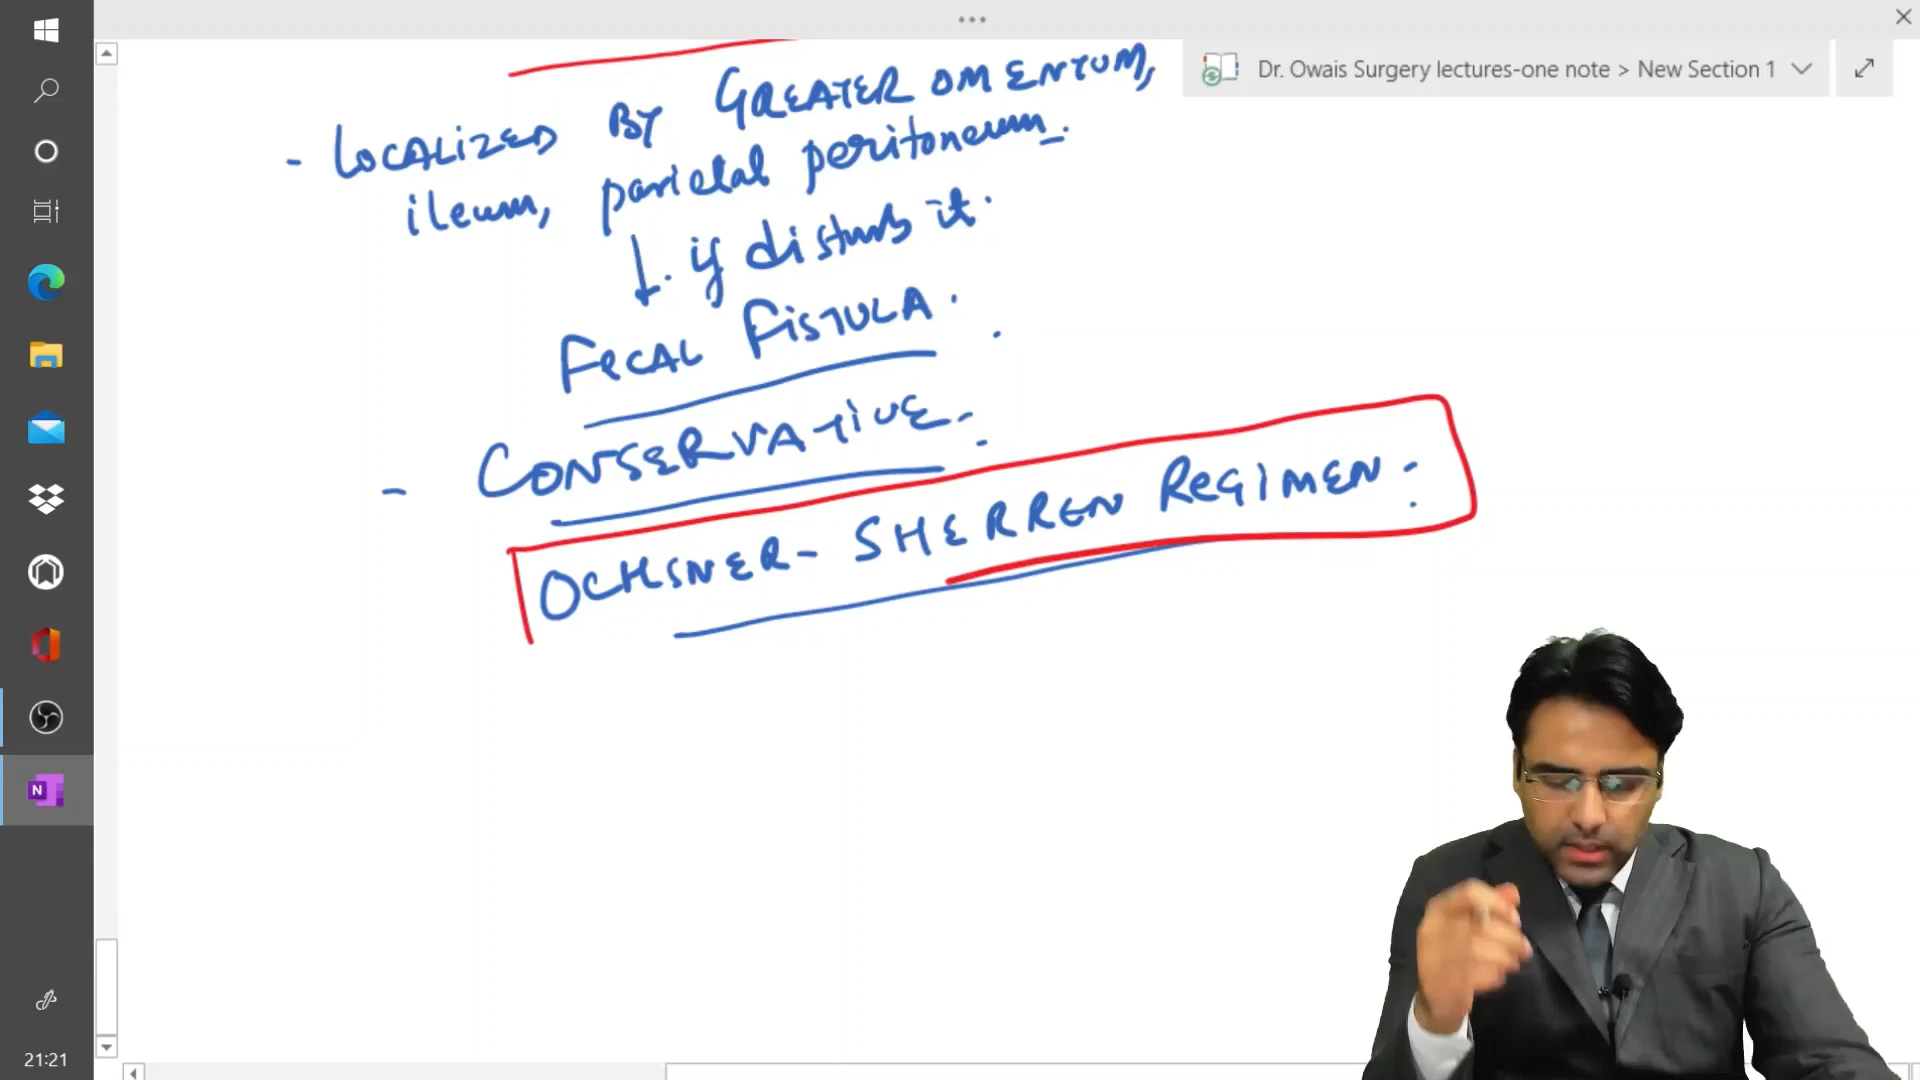 Dr. Owais Surgery lectures-one note > New Section 1
- LOCALIZED BY GREATER OMENTUM,
ileum, parietal peritoneum.
↓. if disturb it.
FECAL FISTULA.
- CONSERVATIVE.
OCHSNER- SHERREN REGIMEN:
N
21:21